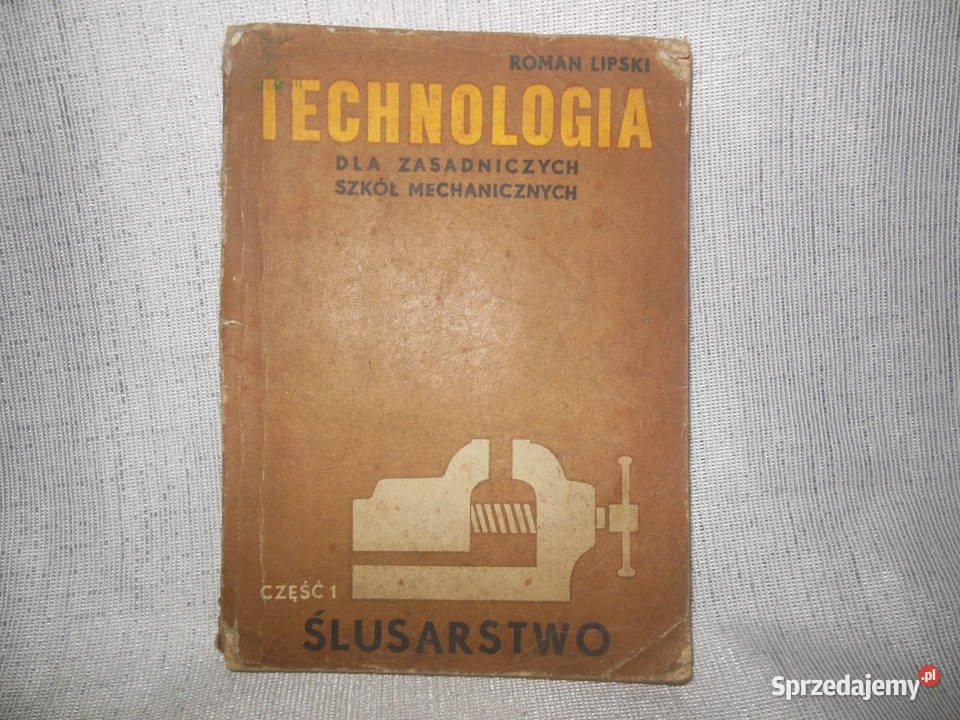 ROMAN LIPSKI
TECHNOLOGIA
DLA ZASADNICZYCH
SZKÓŁ MECHANICZNYCH
CZĘŚĆ 1
ŚLUSARSTWO
Sprzedajemy.pl